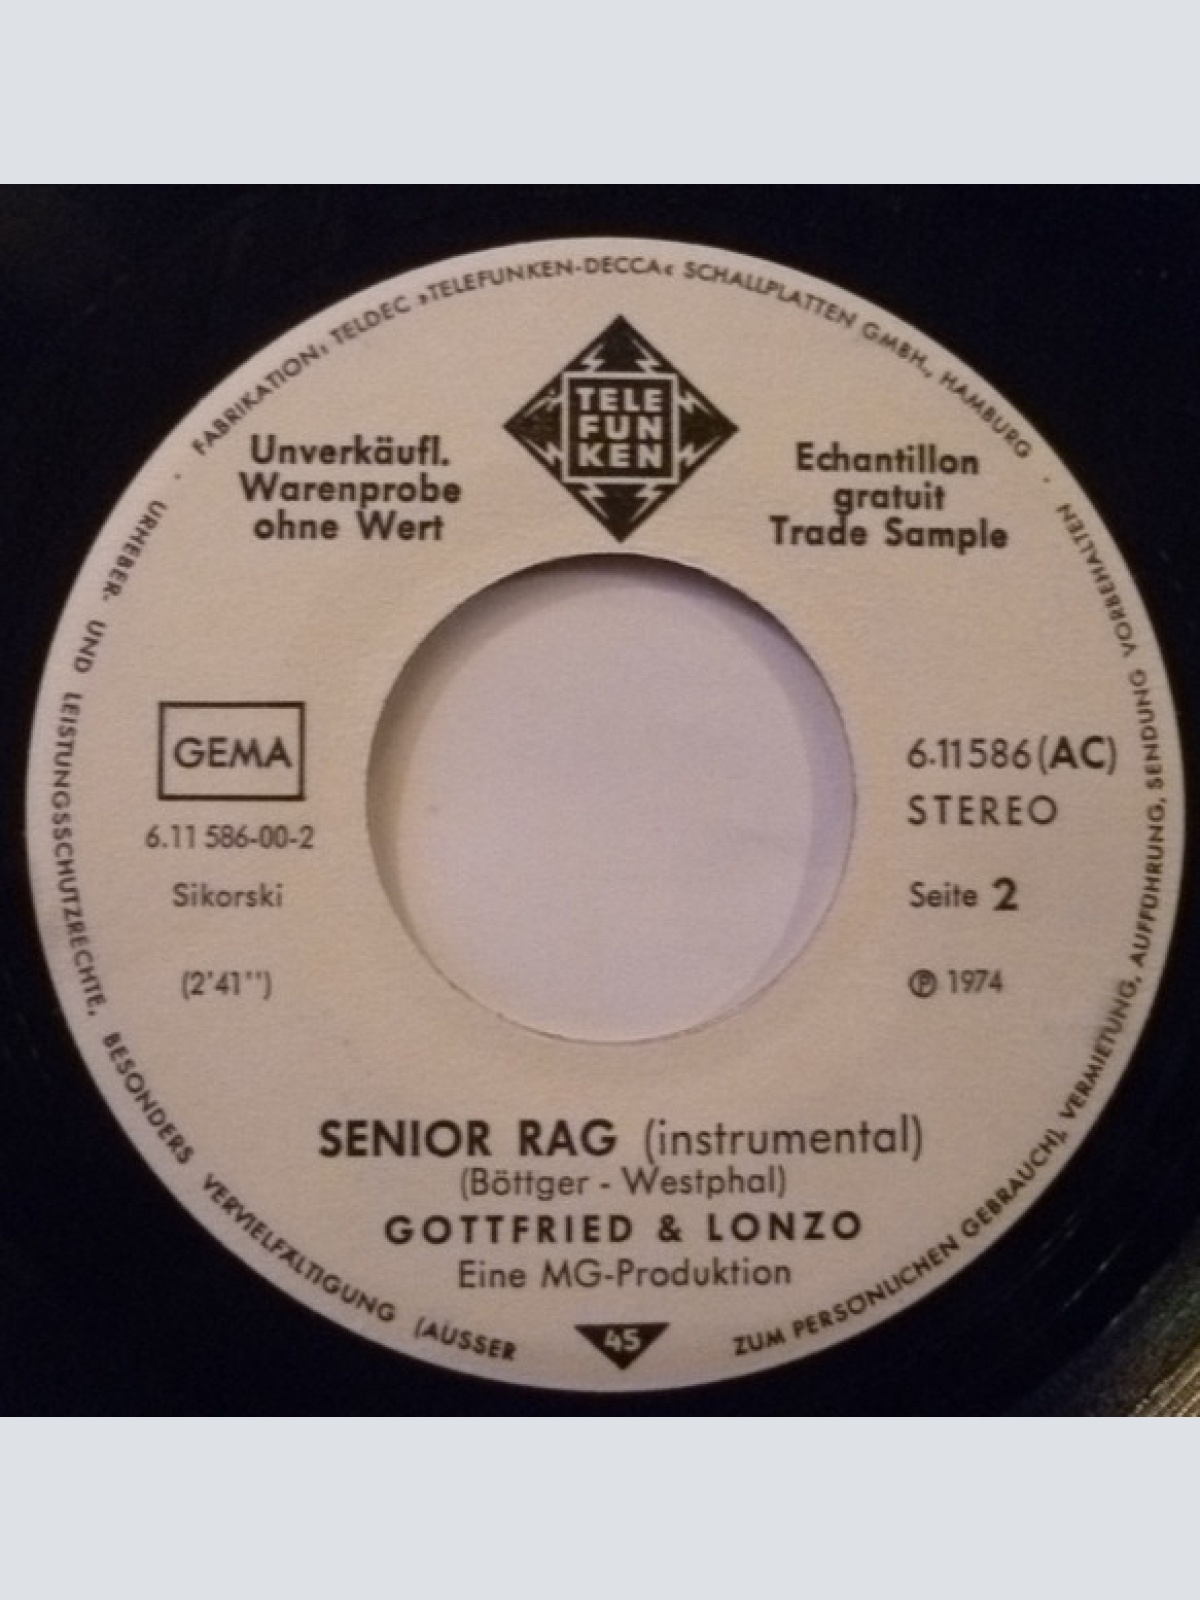 FABRIKATION: TELDEC »TELEFUNKEN-DECCA« SCHALLPLATTEN GMBH., HAMBURG ·
TELE
FUN
KEN
Unverkäufl.
Warenprobe
ohne Wert
Echantillon
gratuit
Trade Sample
GEMA
6.11 586-00-2
Sikorski
(2'41'')
6.11586 (AC)
STEREO
Seite 2
℗ 1974
SENIOR RAG (instrumental)
(Böttger - Westphal)
GOTTFRIED & LONZO
Eine MG-Produktion
45
· URHEBER- UND LEISTUNGSSCHUTZRECHTE, BESONDERS VERVIELFÄLTIGUNG (AUSSER ZUM PERSÖNLICHEN GEBRAUCH), VERMIETUNG, AUFFÜHRUNG, SENDUNG VORBEHALTEN